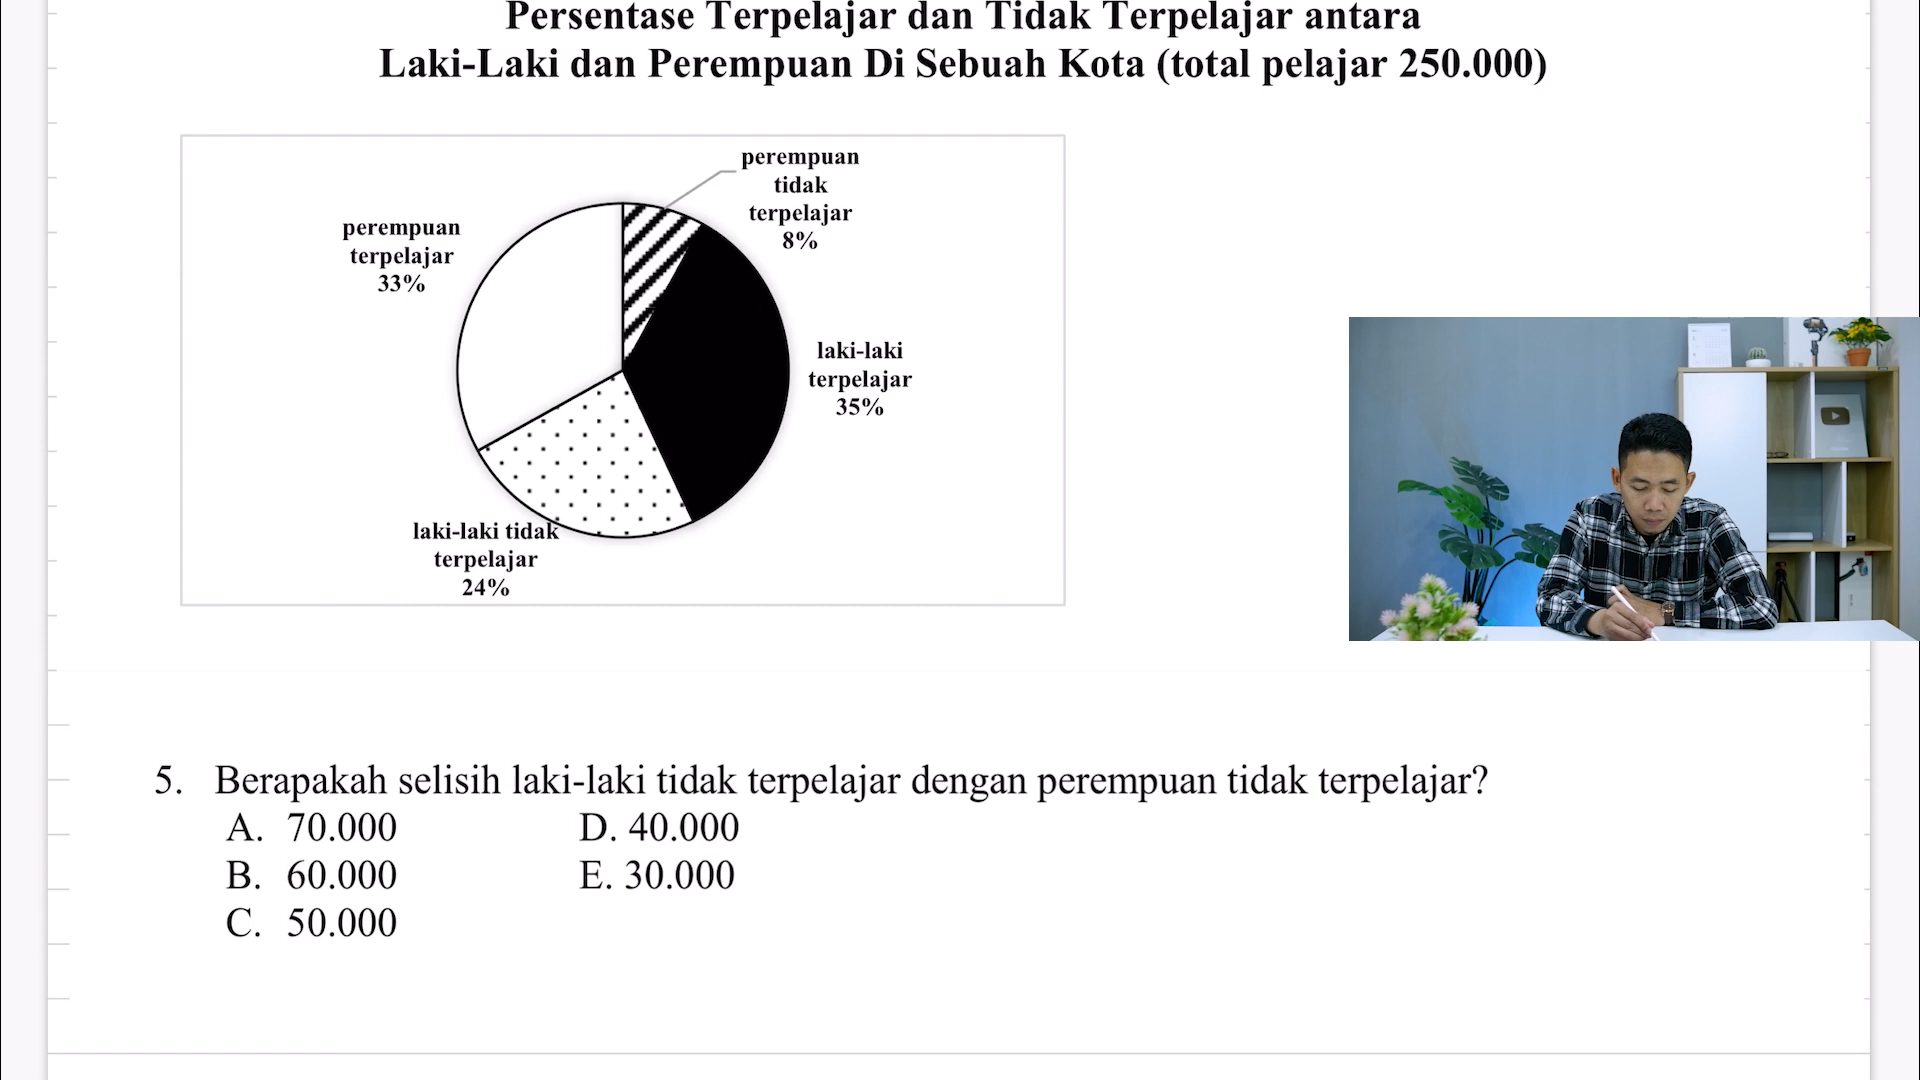 Persentase Terpelajar dan Tidak Terpelajar antara
Laki-Laki dan Perempuan Di Sebuah Kota (total pelajar 250.000)
perempuan
tidak
terpelajar
8%
perempuan
terpelajar
33%
laki-laki
terpelajar
35%
laki-laki tidak
terpelajar
24%
5. Berapakah selisih laki-laki tidak terpelajar dengan perempuan tidak terpelajar?
A. 70.000
D. 40.000
B. 60.000
E. 30.000
C. 50.000